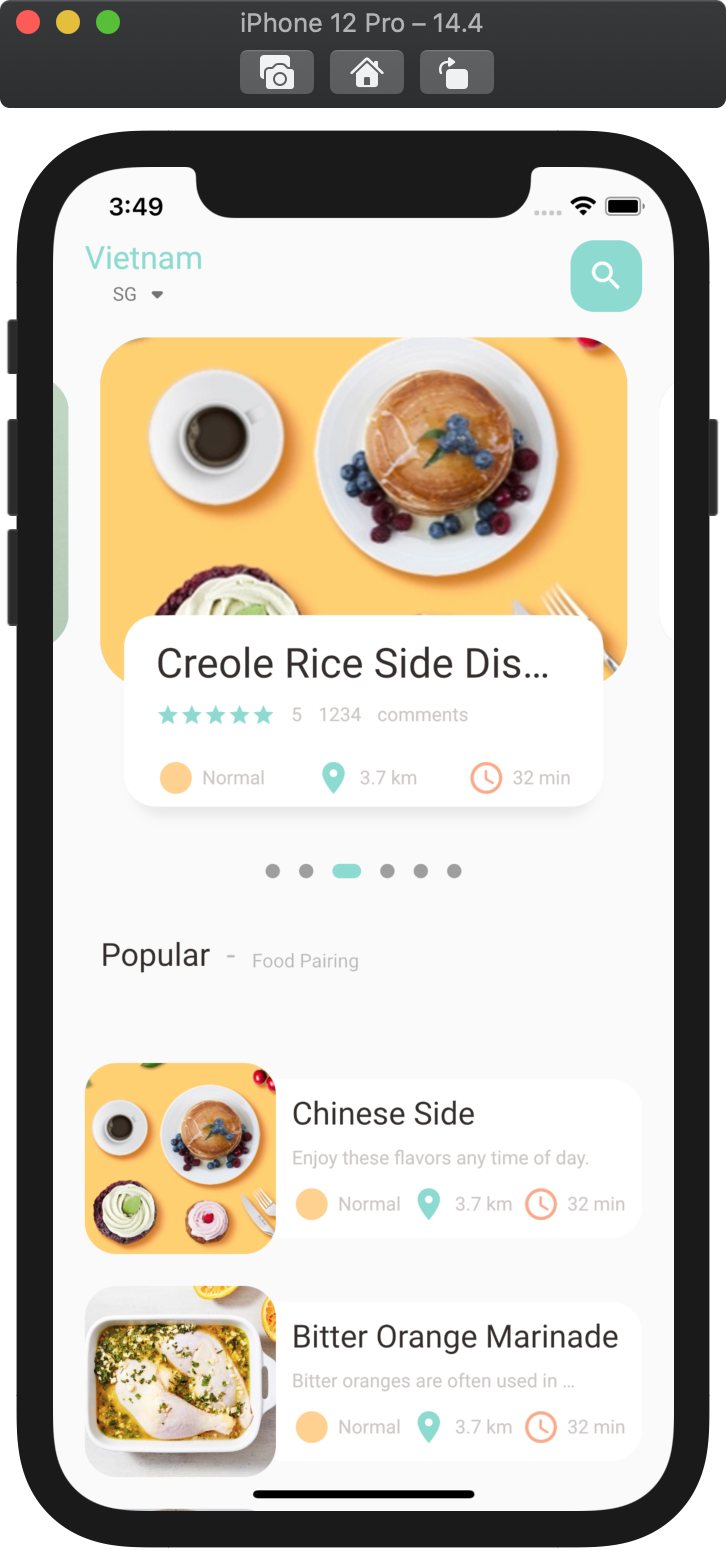 iPhone 12 Pro – 14.4
3:49
Vietnam
SG
Creole Rice Side Dis...
5 1234 comments
Normal 3.7 km 32 min
Popular - Food Pairing
Chinese Side
Enjoy these flavors any time of day.
Normal 3.7 km 32 min
Bitter Orange Marinade
Bitter oranges are often used in ...
Normal 3.7 km 32 min